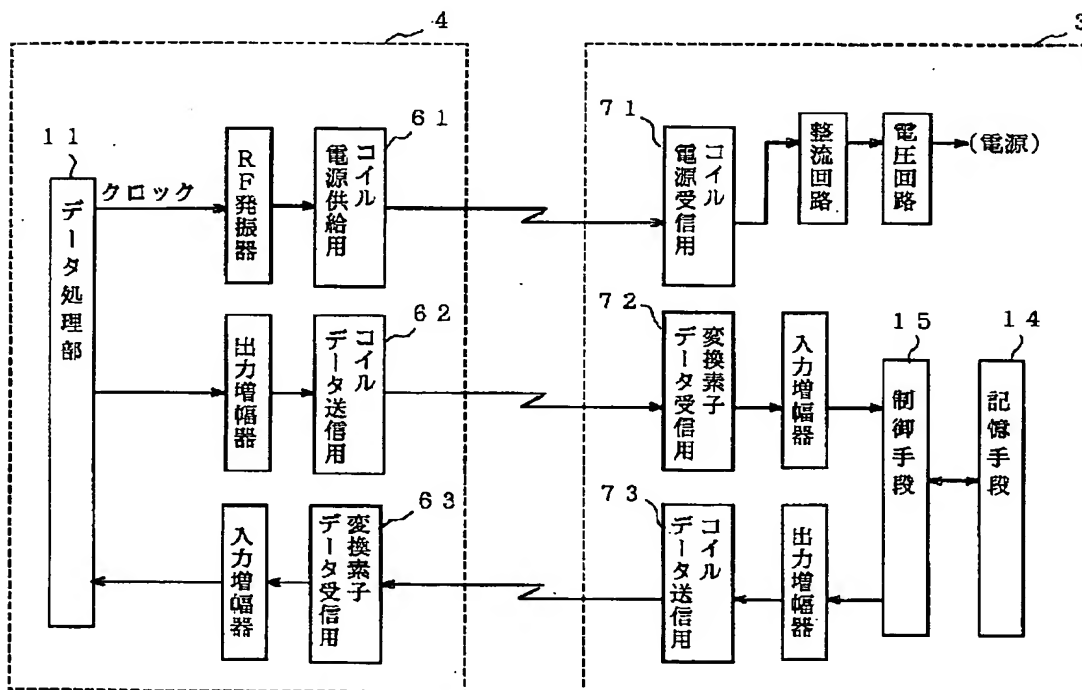 4
3
11
データ処理部
クロック
RF発振器
61
電源供給用
コイル
71
電源受信用
コイル
整流回路
電圧回路
(電源)
出力増幅器
62
データ送信用
コイル
72
データ受信用
変換素子
入力増幅器
15
制御手段
14
記憶手段
入力増幅器
63
データ受信用
変換素子
73
データ送信用
コイル
出力増幅器